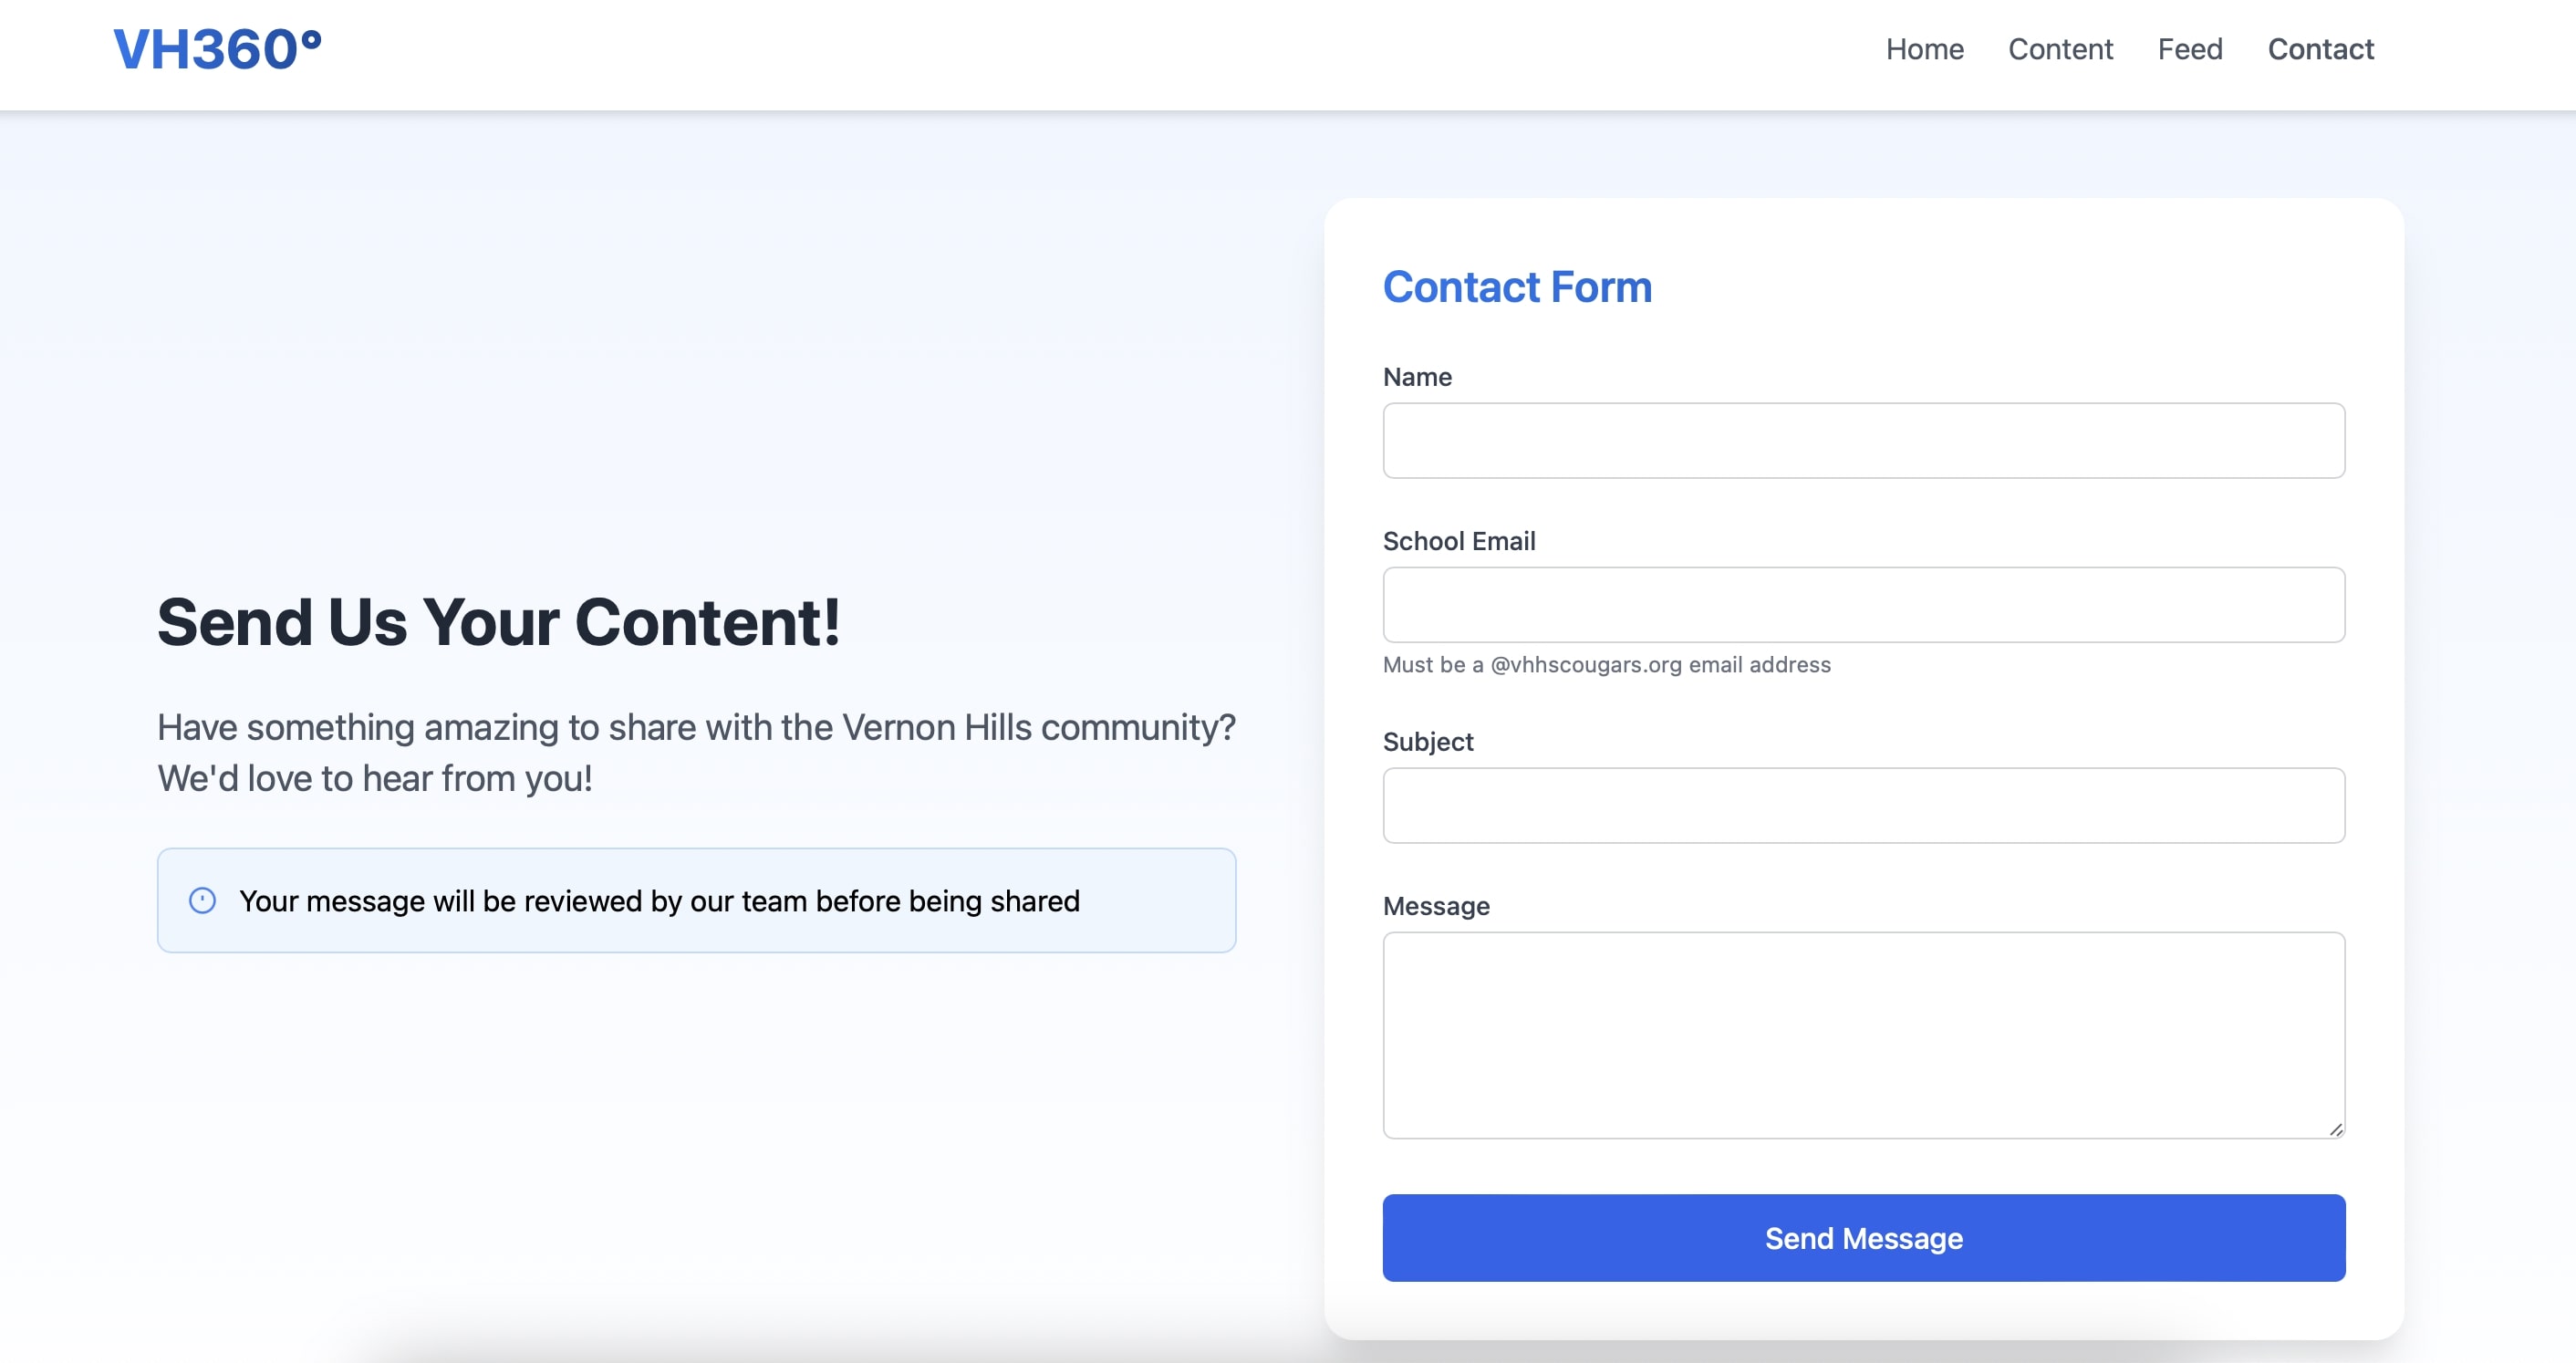 VH360°
Home Content Feed Contact
Send Us Your Content!
Have something amazing to share with the Vernon Hills community?
We'd love to hear from you!
Your message will be reviewed by our team before being shared
Contact Form
Name
School Email
Must be a @vhhscougars.org email address
Subject
Message
Send Message